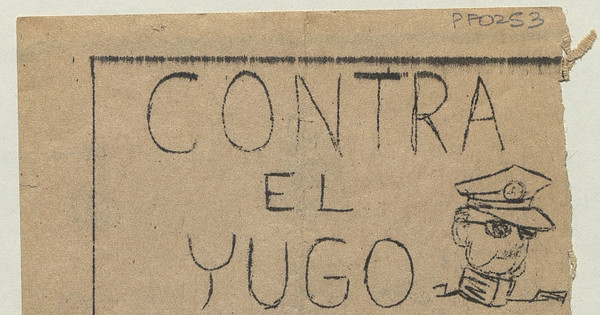 PF0253
CONTRA
EL
YUGO